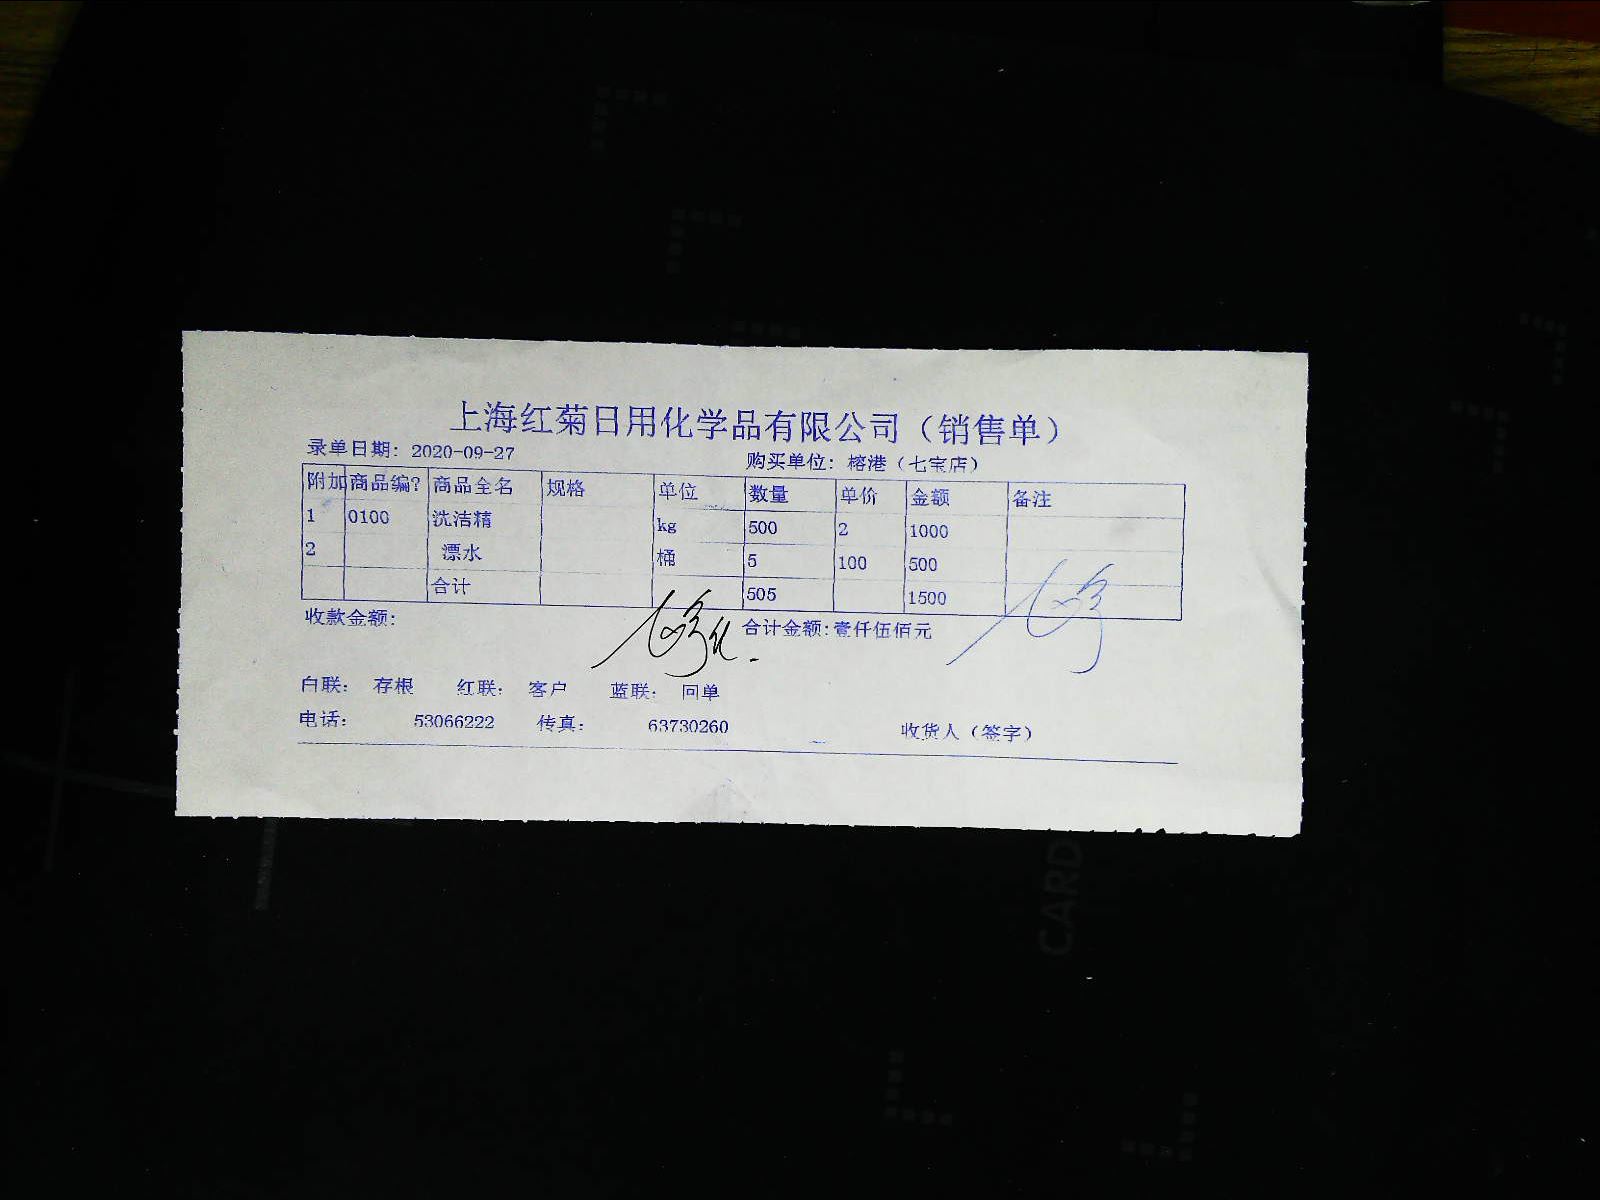 上海红菊日用化学品有限公司（销售单）
录单日期: 2020-09-27 购买单位: 榕港（七宝店）
附加 商品编? 商品全名 规格 单位 数量 单价 金额 备注
1 0100 洗洁精 kg 500 2 1000
2 漂水 桶 5 100 500
合计 505 1500
收款金额: 合计金额:壹仟伍佰元
白联: 存根 红联: 客户 蓝联: 回单
电话: 53066222 传真: 63730260 收货人（签字）
CARD